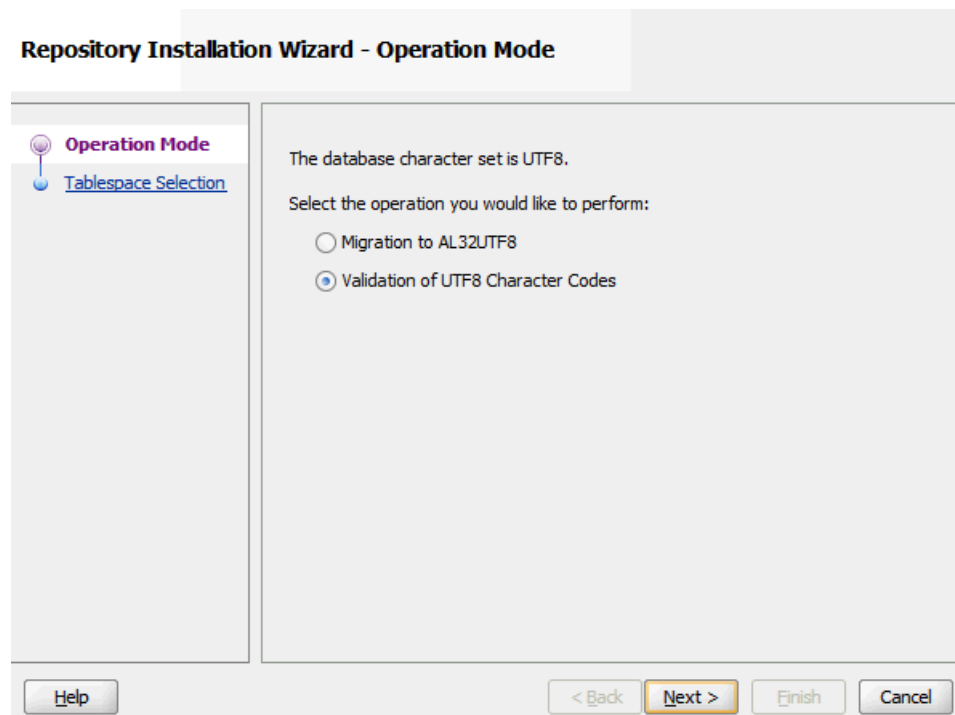 Repository Installation Wizard - Operation Mode
Operation Mode
Tablespace Selection
The database character set is UTF8.
Select the operation you would like to perform:
Migration to AL32UTF8
Validation of UTF8 Character Codes
Help
< Back
Next >
Finish
Cancel